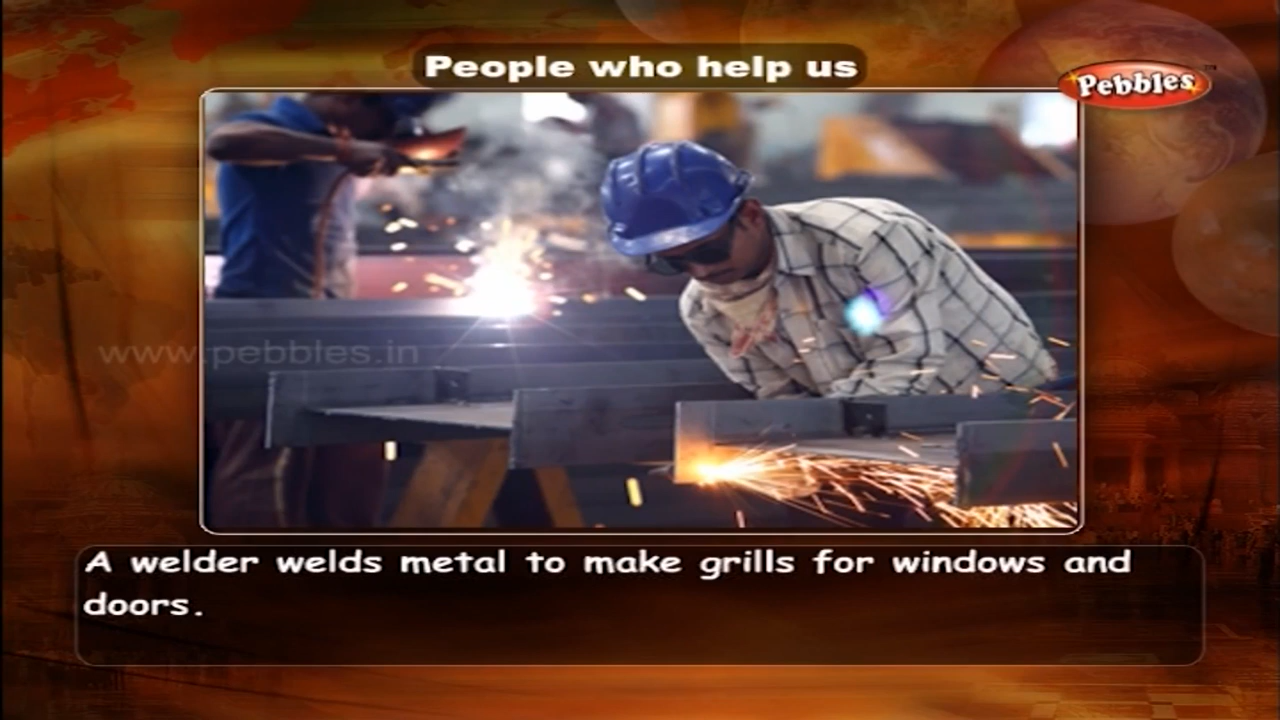 People who help us
Pebbles
www.pebbles.in
A welder welds metal to make grills for windows and
doors.